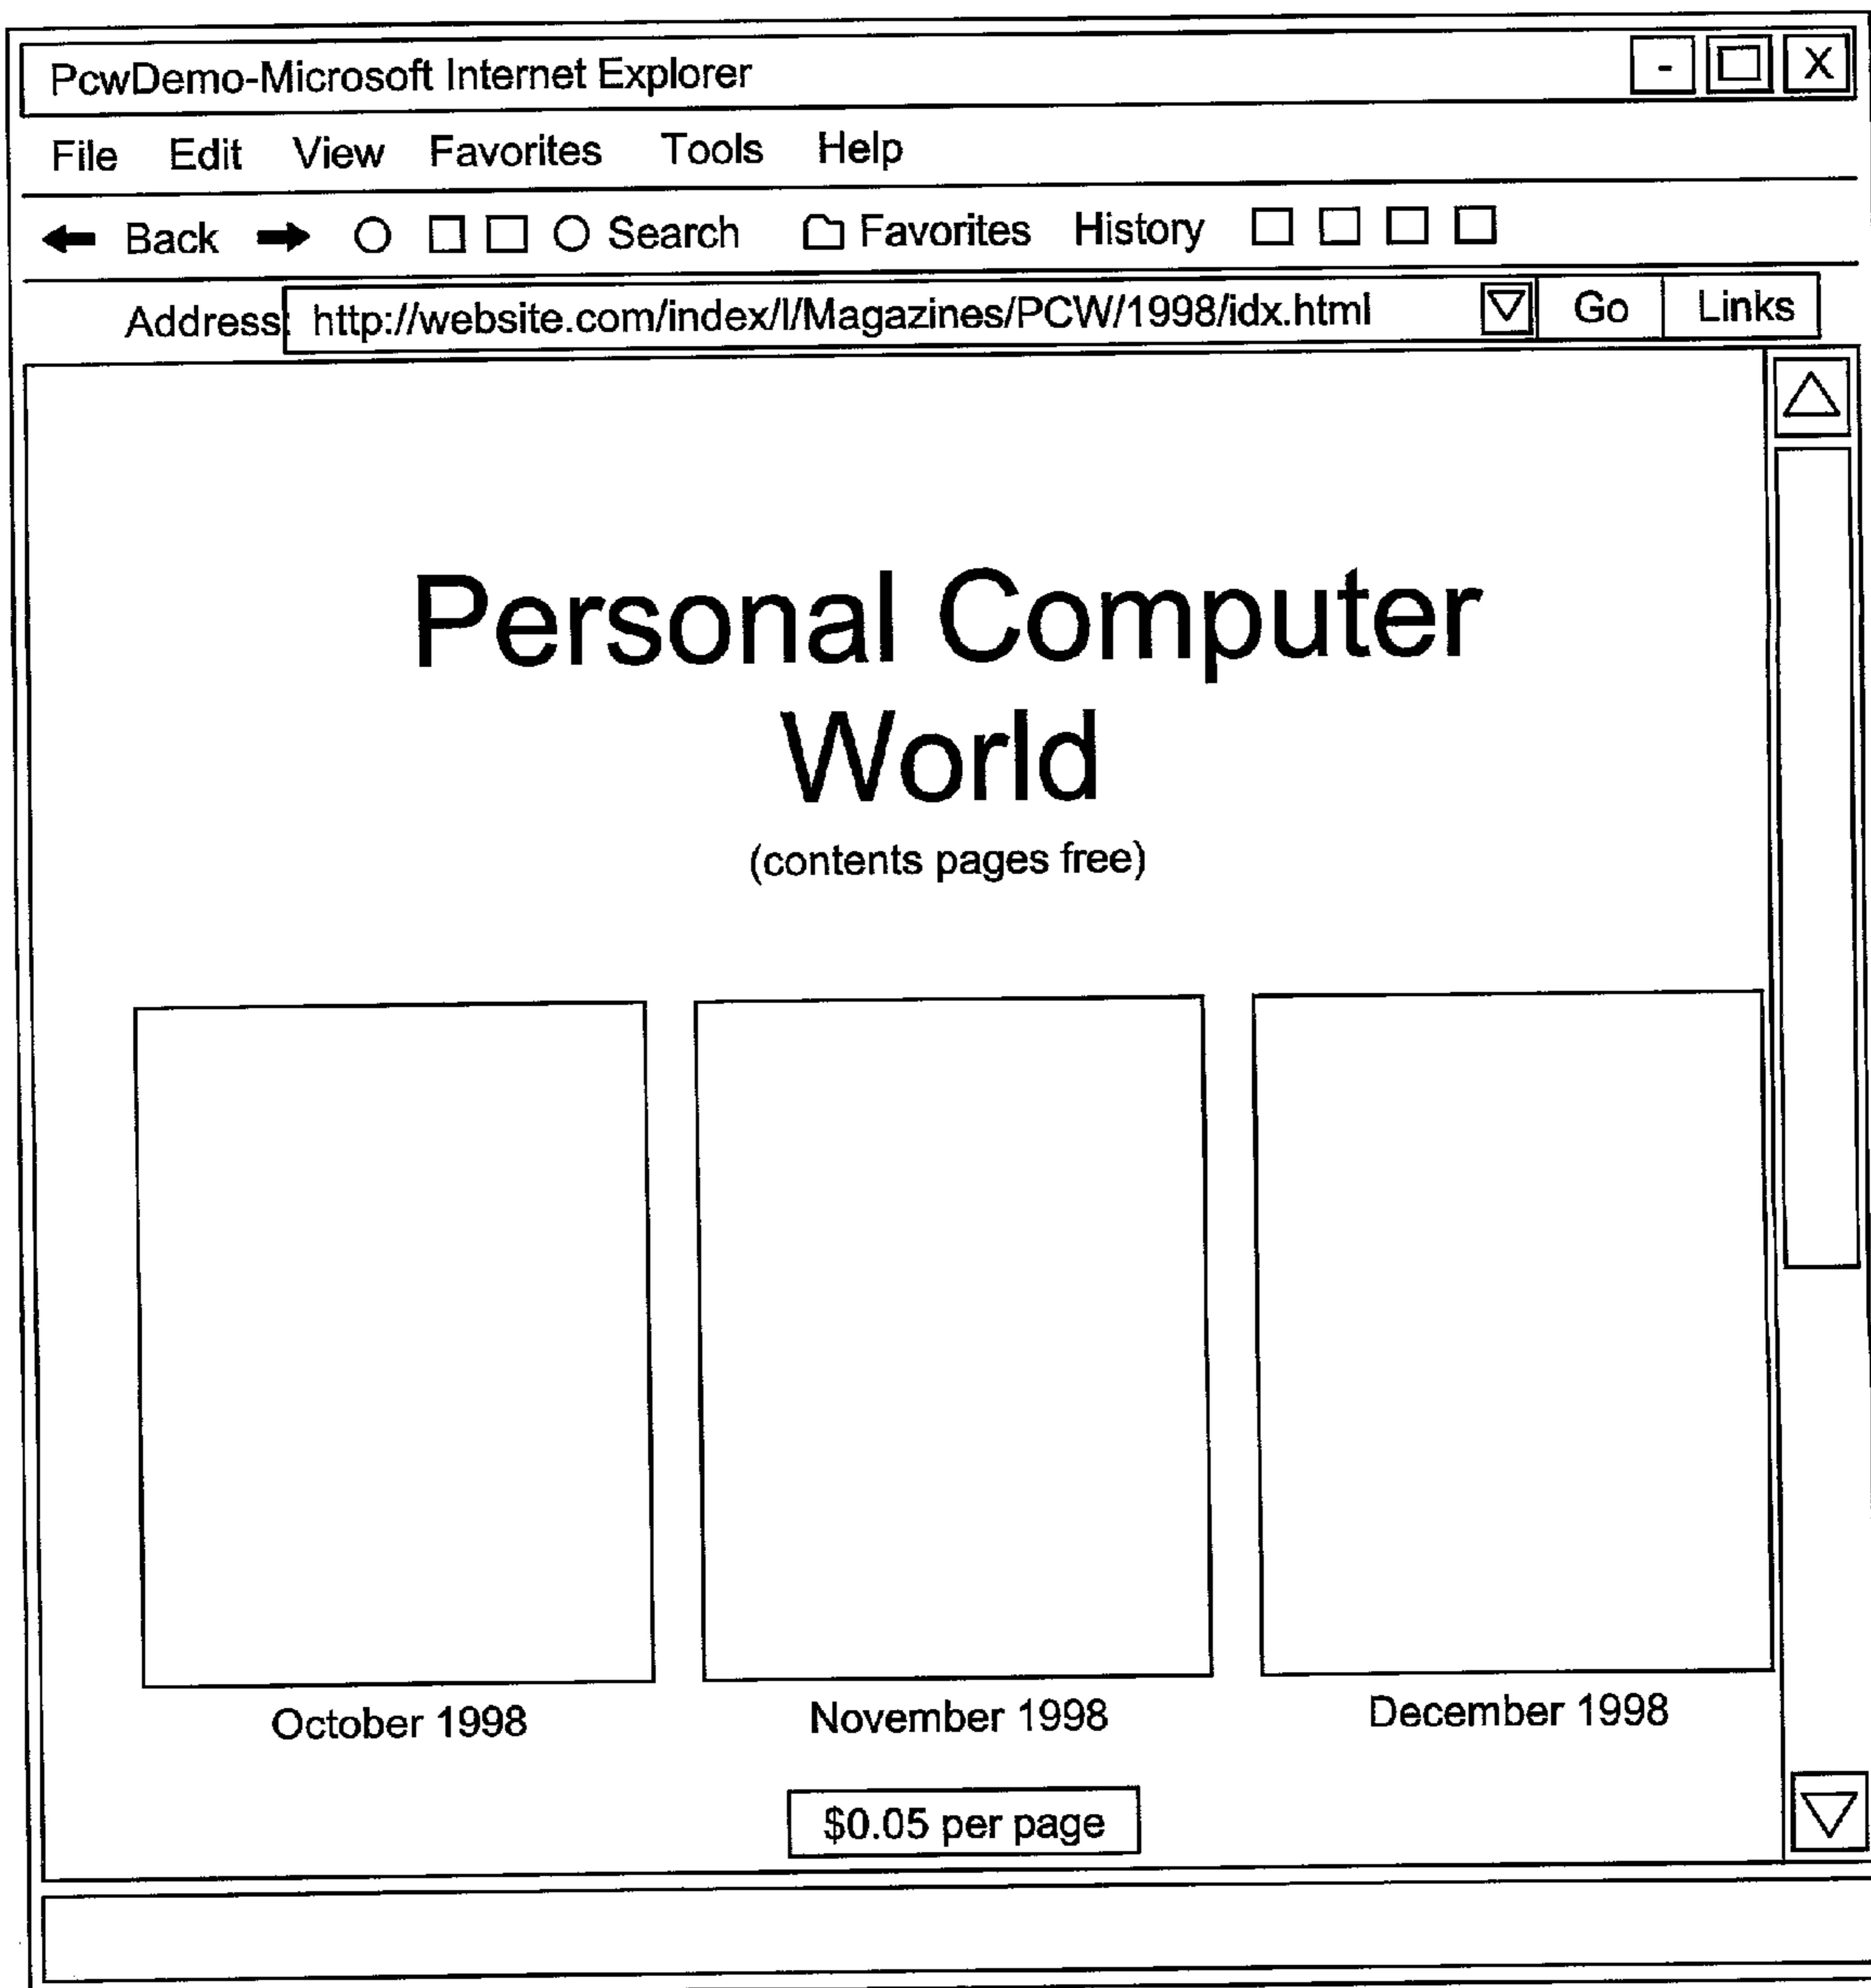 PcwDemo-Microsoft Internet Explorer - X
File Edit View Favorites Tools Help
Back Search Favorites History
Address http://website.com/index/l/Magazines/PCW/1998/idx.html Go Links
Personal Computer
World
(contents pages free)
October 1998 November 1998 December 1998
$0.05 per page